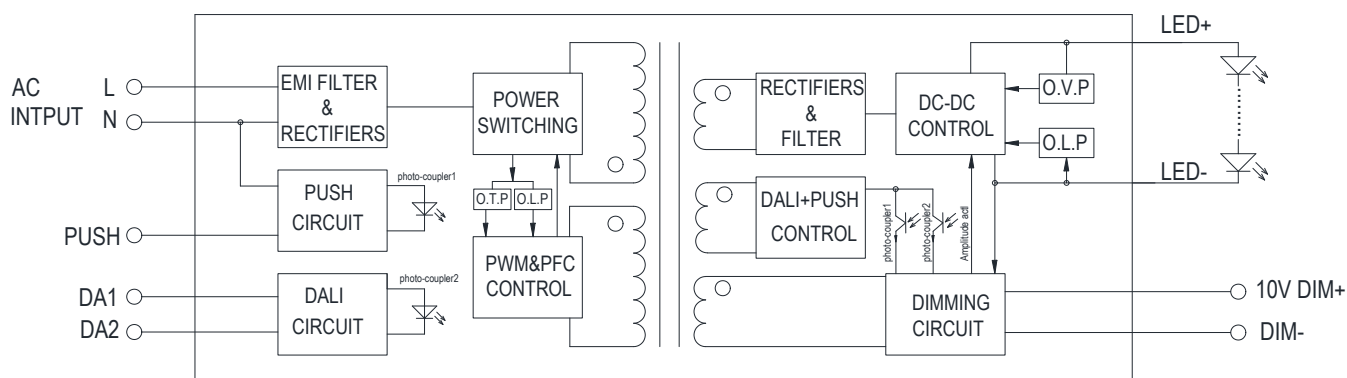 AC
INTPUT
L
N
PUSH
DA1
DA2
EMI FILTER
&
RECTIFIERS
PUSH
CIRCUIT
photo-coupler1
DALI
CIRCUIT
photo-coupler2
POWER
SWITCHING
O.T.P
O.L.P
PWM&PFC
CONTROL
RECTIFIERS
&
FILTER
DALI+PUSH
CONTROL
DC-DC
CONTROL
O.V.P
O.L.P
photo-coupler1
photo-coupler2
Amplitude actl
DIMMING
CIRCUIT
LED+
LED-
10V DIM+
DIM-